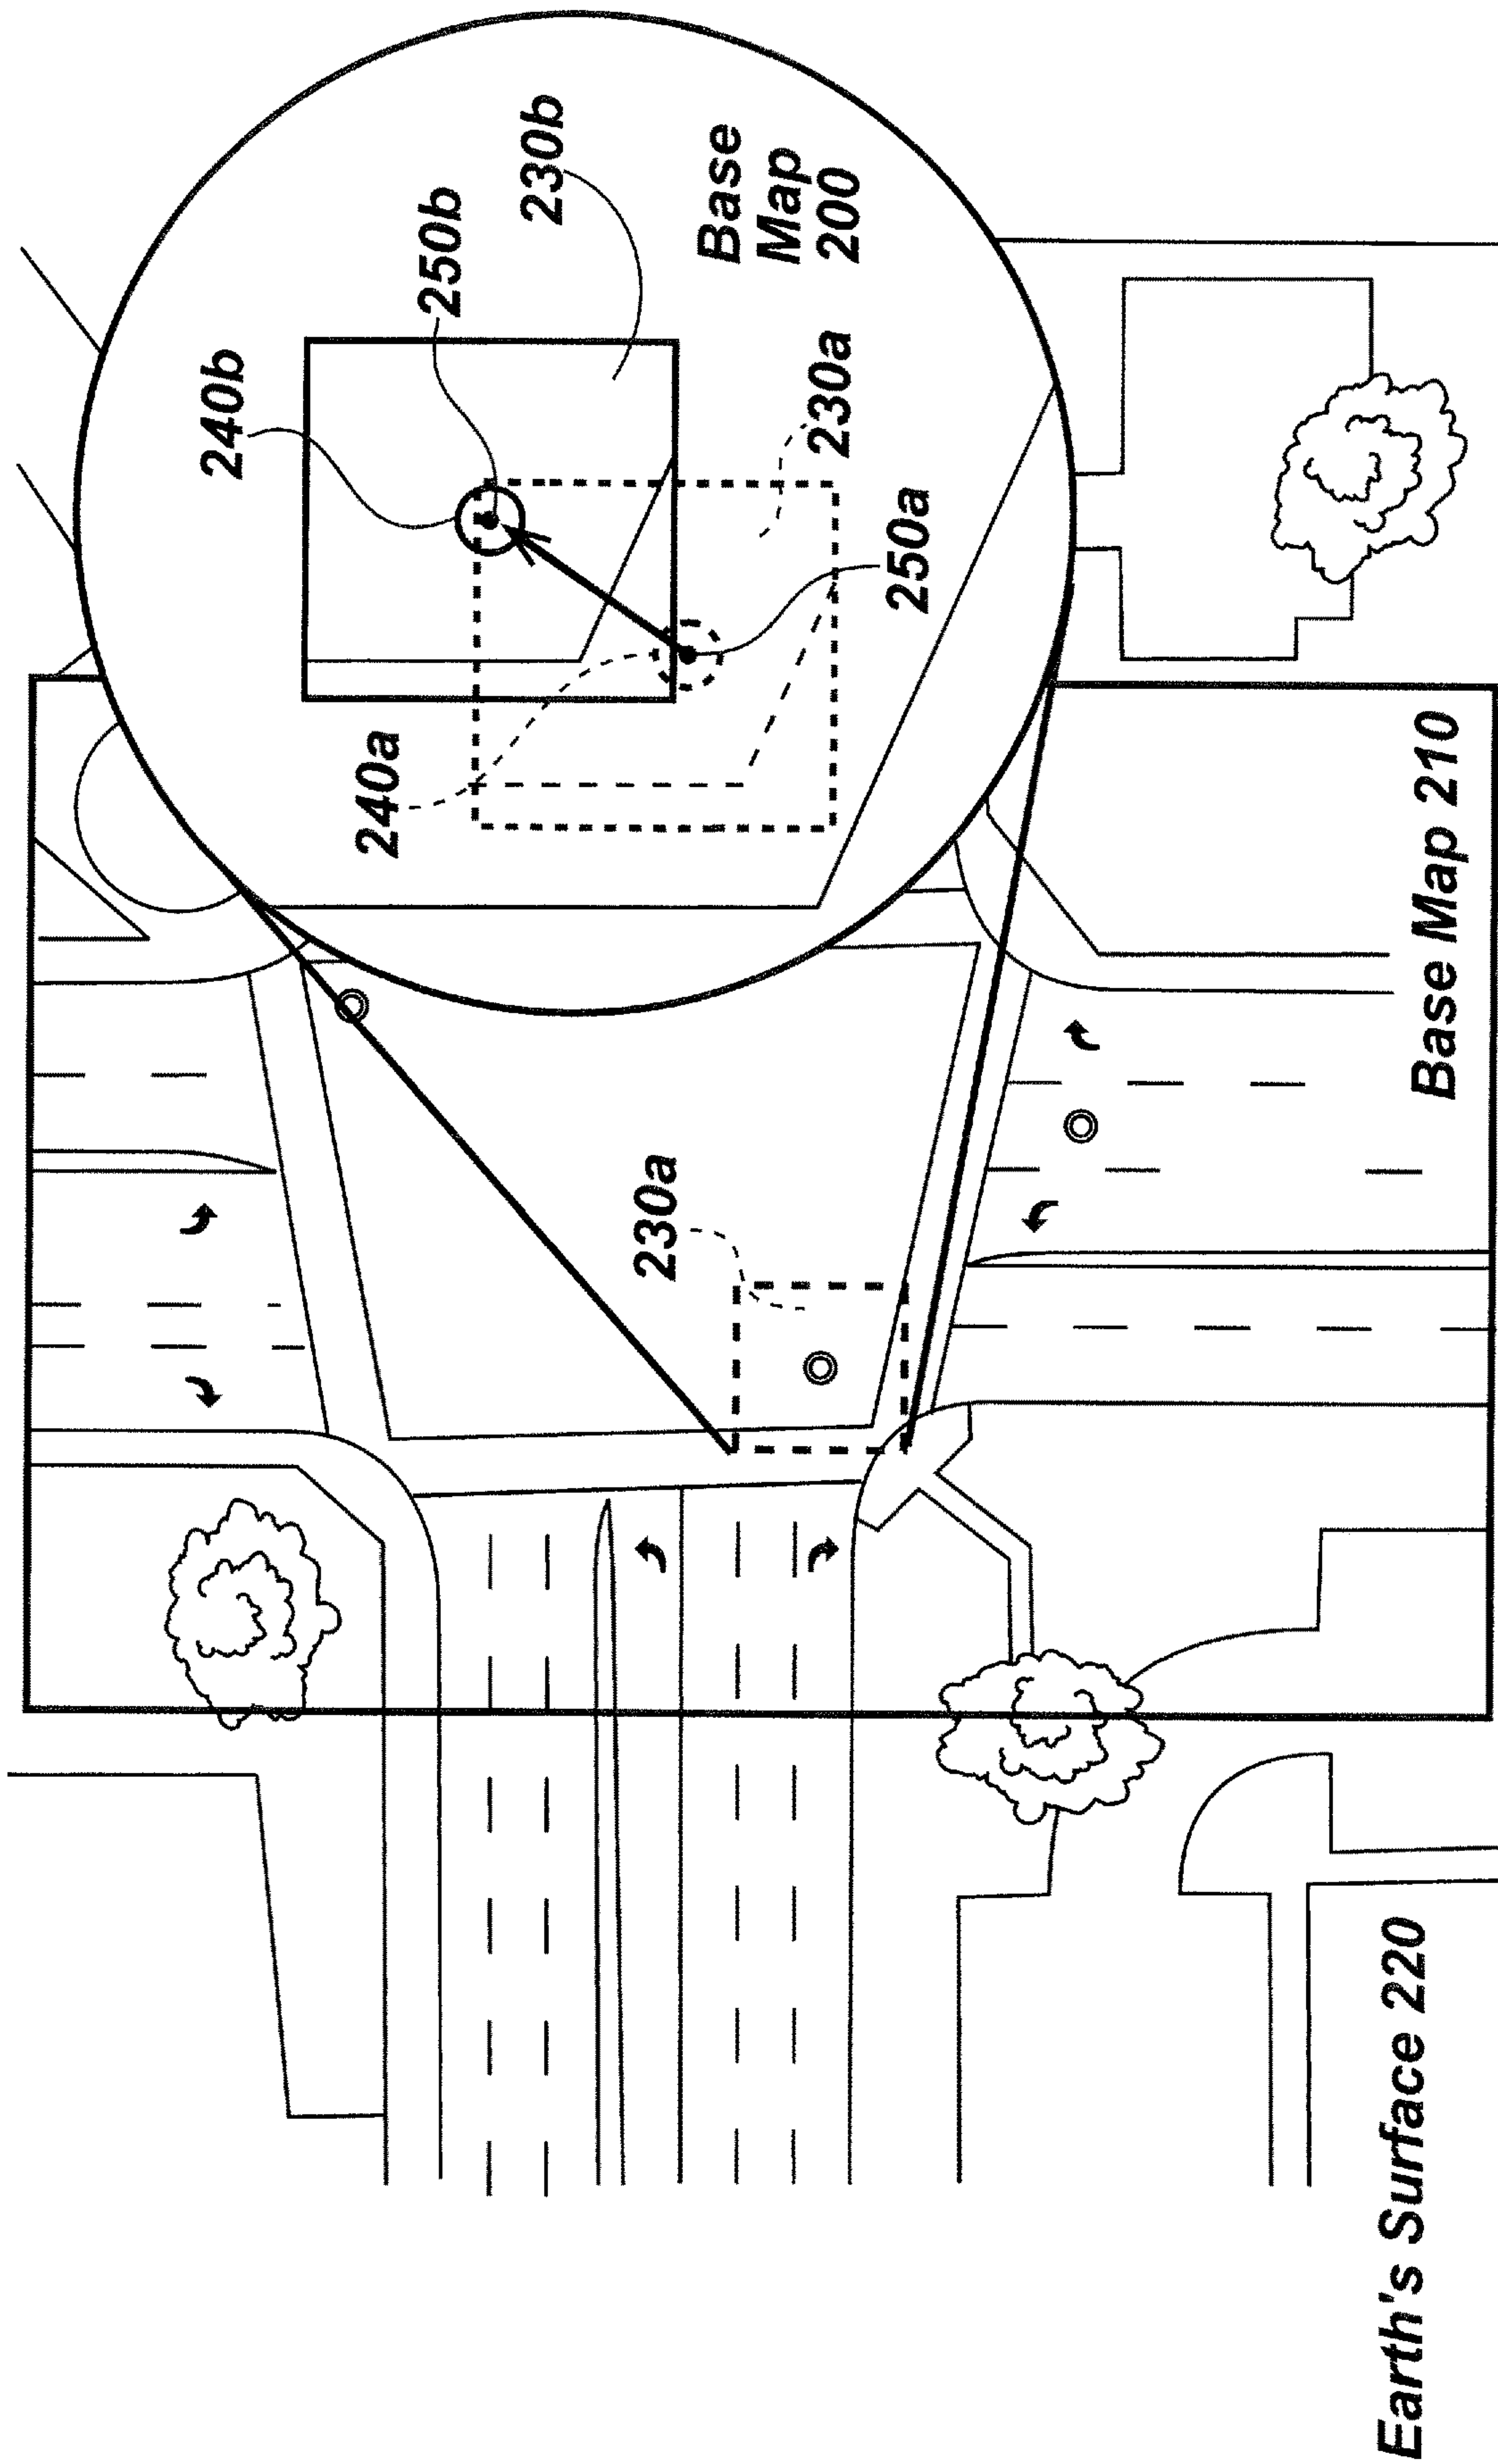 240b
250b
230b
Base
Map
200
240a
230a
250a
230a
Base Map 210
Earth's Surface 220